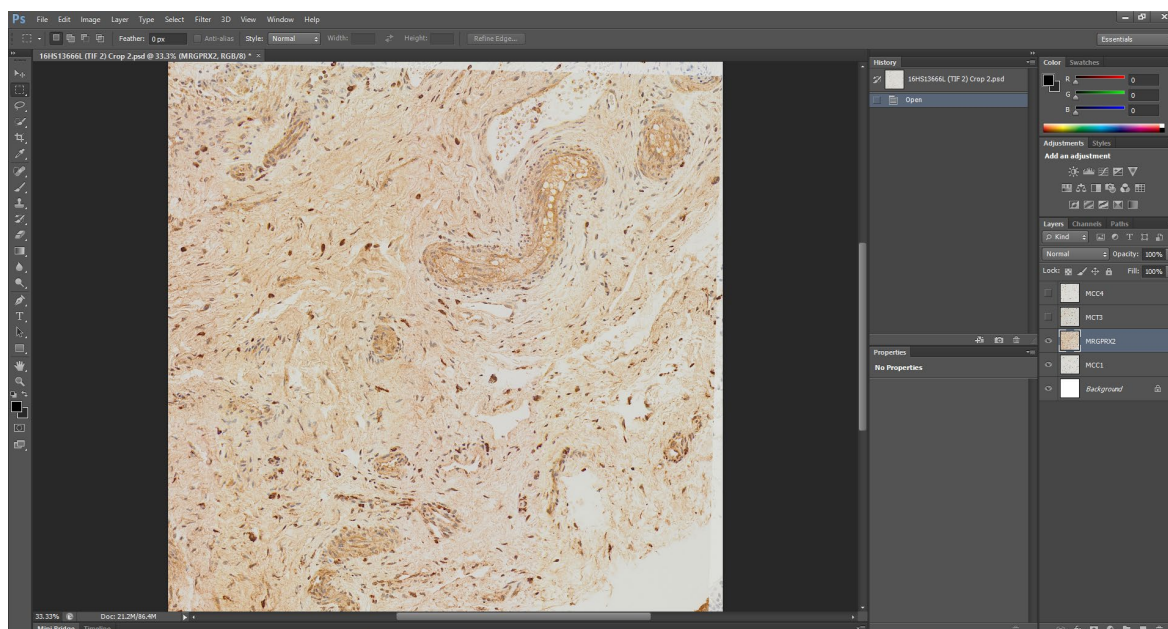 Ps File Edit Image Layer Type Select Filter 3D View Window Help
Feather: 0 px Anti-alias Style: Normal Width: Height: Refine Edge... Essentials
16HS13666L (TIF 2) Crop 2.psd @ 33.3% (MRGPRX2, RGB/8) * ×
History
16HS13666L (TIF 2) Crop 2.psd
Open
Properties
No Properties
Color Swatches
R 0
G 0
B 0
Adjustments Styles
Add an adjustment
Layers Channels Paths
Kind
Normal Opacity: 100%
Lock: Fill: 100%
MCC4
MCT3
MRGPRX2
MCC1
Background
33.33% Doc: 21.2M/86.4M
Mini Bridge Timeline